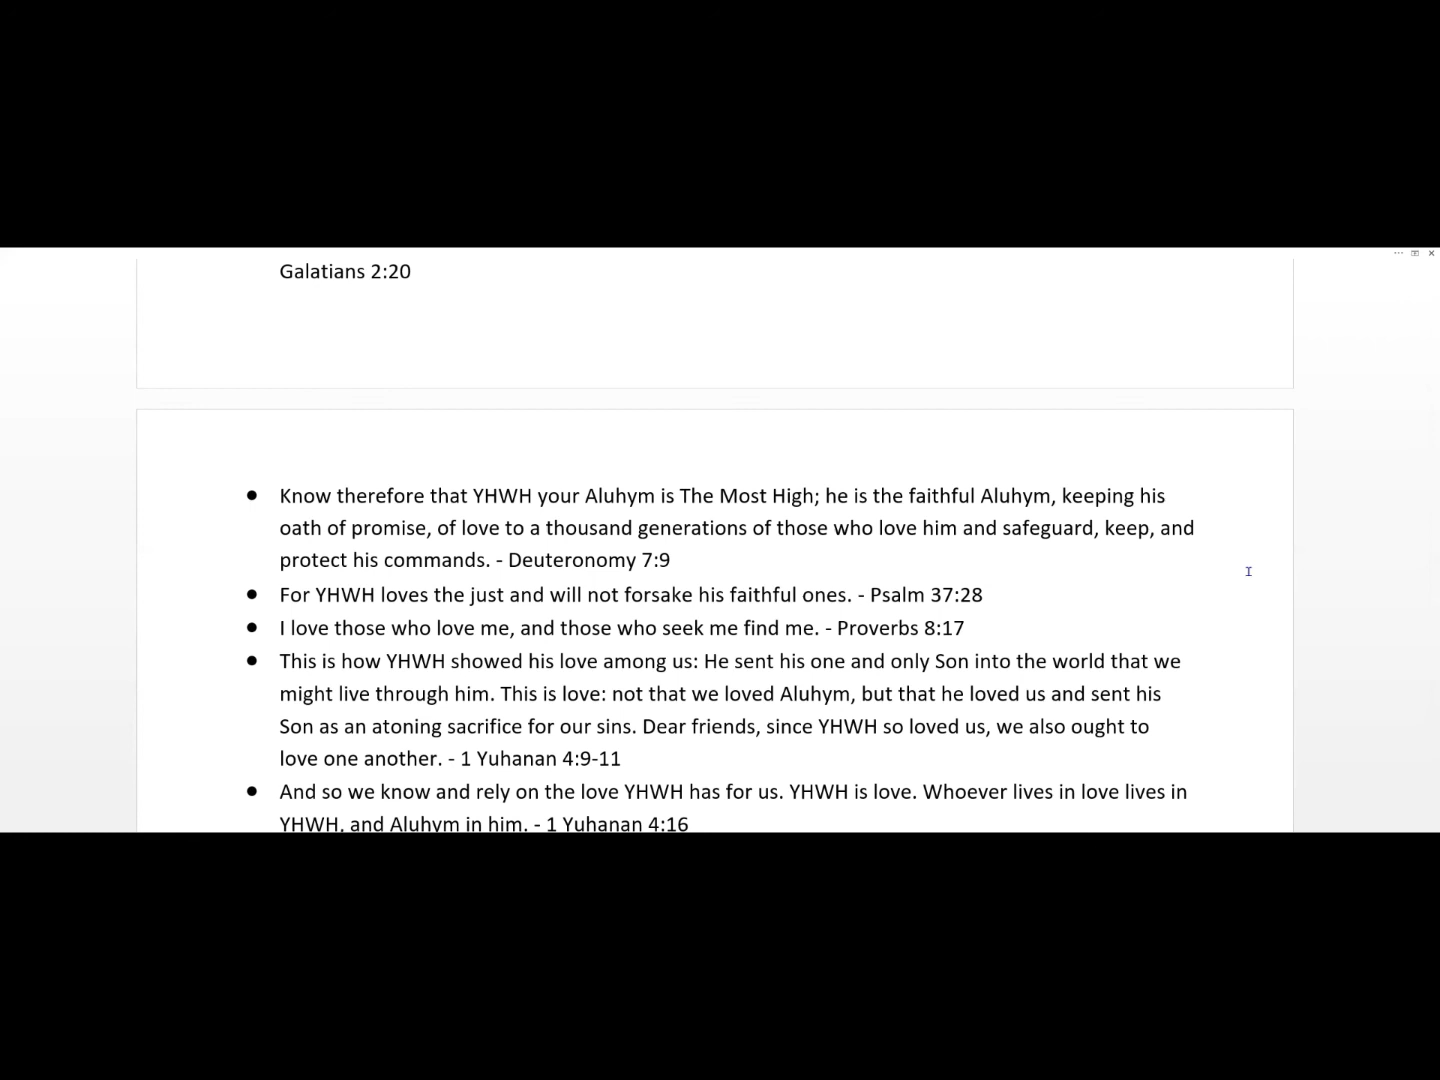 Galatians 2:20
● Know therefore that YHWH your Aluhym is The Most High; he is the faithful Aluhym, keeping his
oath of promise, of love to a thousand generations of those who love him and safeguard, keep, and
protect his commands. - Deuteronomy 7:9
● For YHWH loves the just and will not forsake his faithful ones. - Psalm 37:28
● I love those who love me, and those who seek me find me. - Proverbs 8:17
● This is how YHWH showed his love among us: He sent his one and only Son into the world that we
might live through him. This is love: not that we loved Aluhym, but that he loved us and sent his
Son as an atoning sacrifice for our sins. Dear friends, since YHWH so loved us, we also ought to
love one another. - 1 Yuhanan 4:9-11
● And so we know and rely on the love YHWH has for us. YHWH is love. Whoever lives in love lives in
YHWH, and Aluhym in him. - 1 Yuhanan 4:16